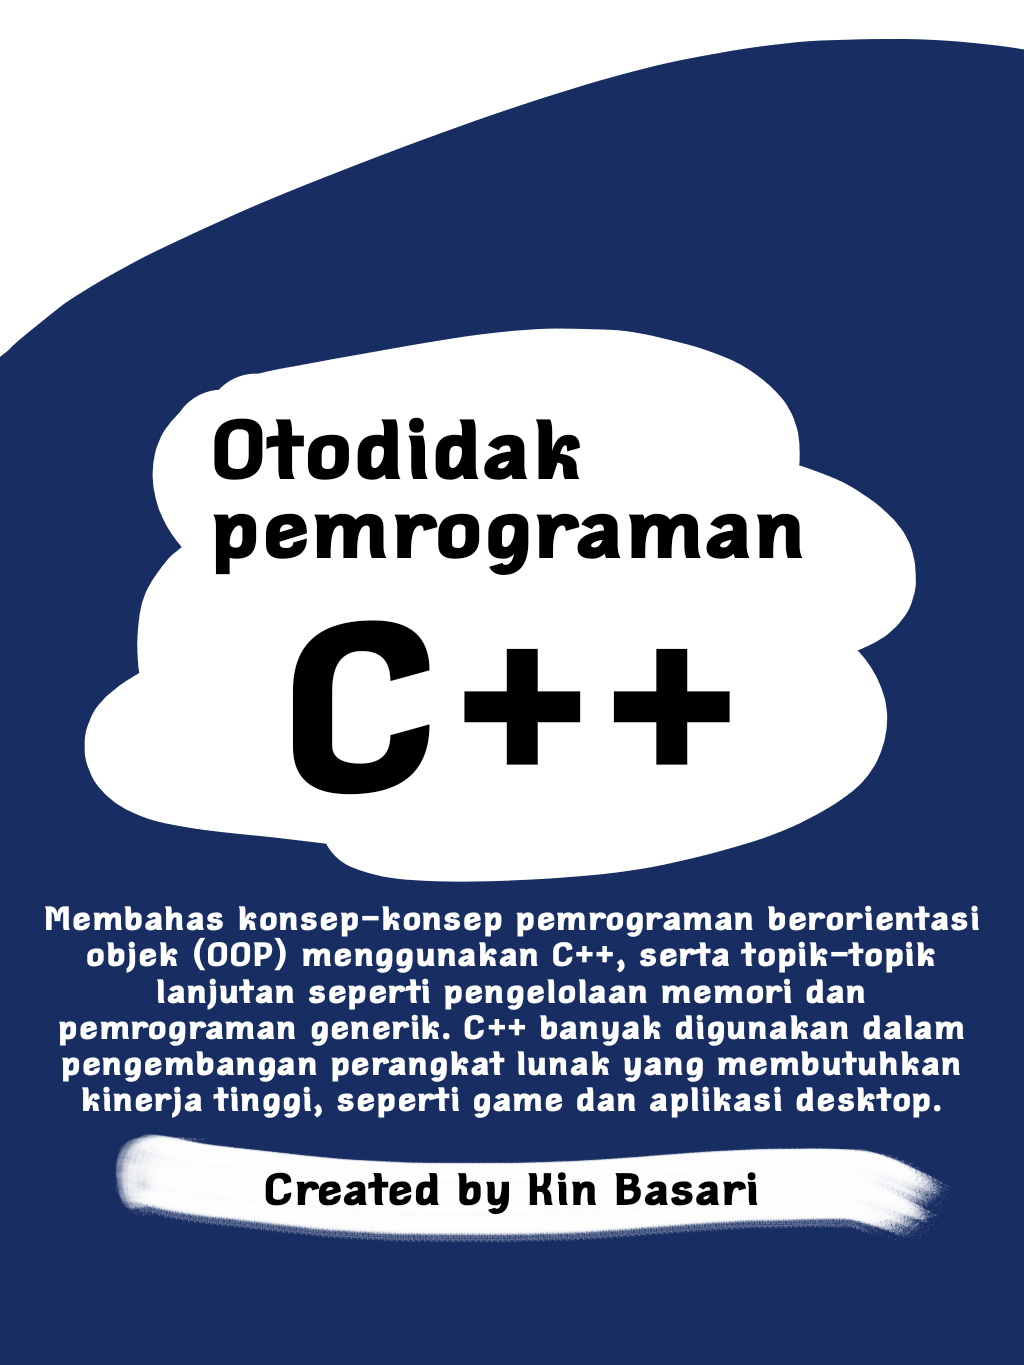 Otodidak
pemrograman
C++
Membahas konsep-konsep pemrograman berorientasi
objek (OOP) menggunakan C++, serta topik-topik
lanjutan seperti pengelolaan memori dan
pemrograman generik. C++ banyak digunakan dalam
pengembangan perangkat lunak yang membutuhkan
kinerja tinggi, seperti game dan aplikasi desktop.
Created by Kin Basari